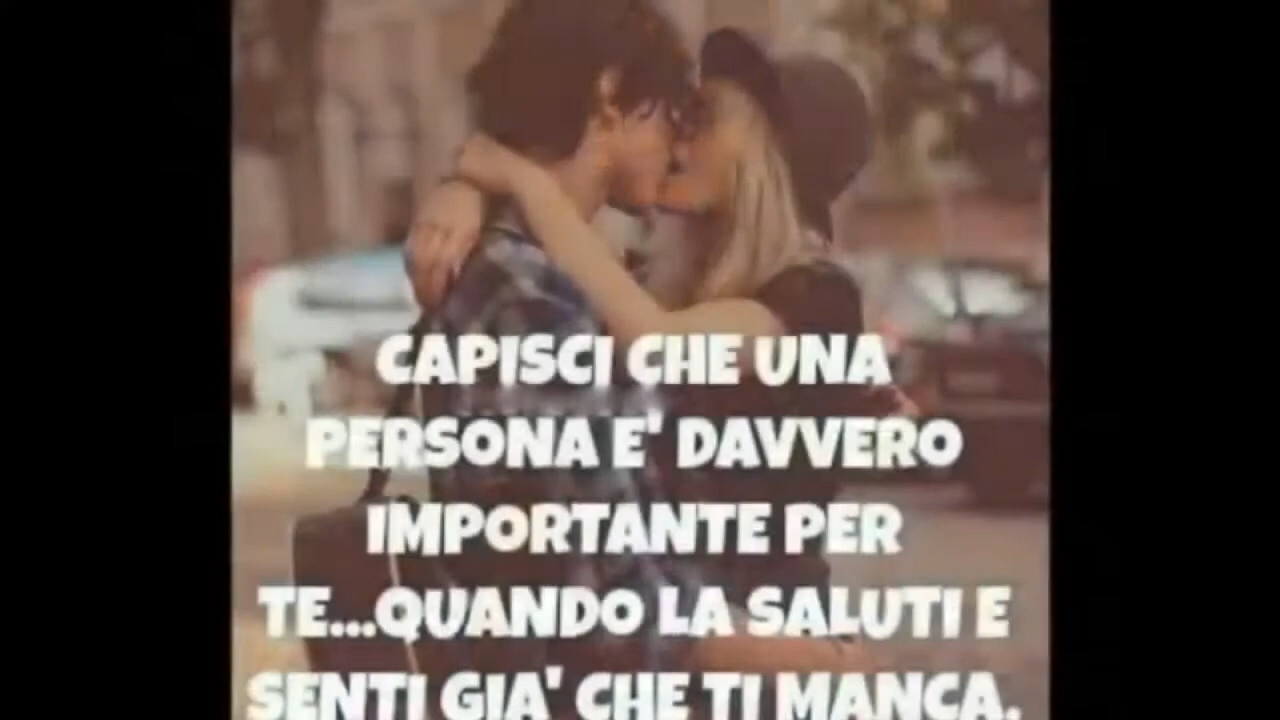 CAPISCI CHE UNA
PERSONA E' DAVVERO
IMPORTANTE PER
TE...QUANDO LA SALUTI E
SENTI GIA' CHE TI MANCA.